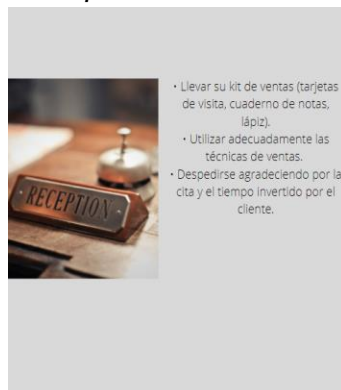 • Llevar su kit de ventas (tarjetas
de visita, cuaderno de notas,
lápiz).
• Utilizar adecuadamente las
técnicas de ventas.
• Despedirse agradeciendo por la
cita y el tiempo invertido por el
cliente.
RECEPTION